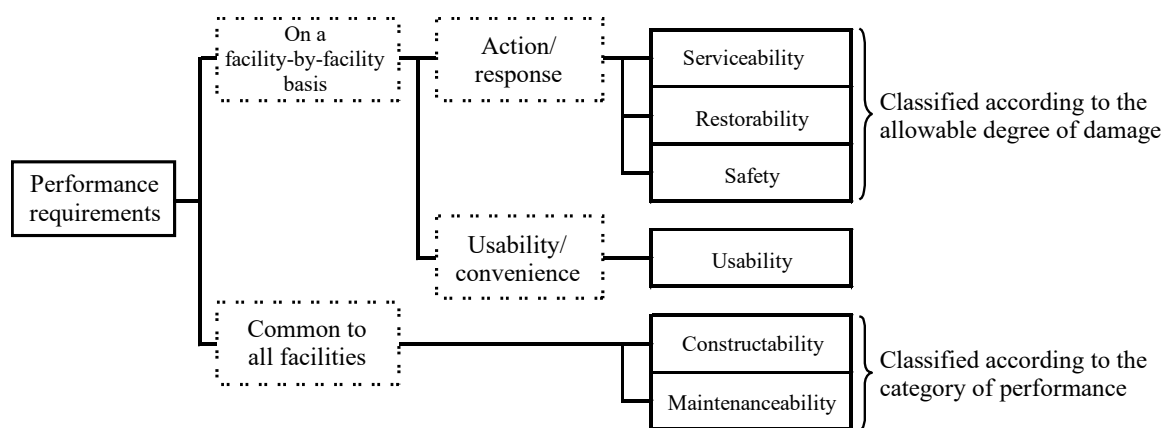 Performance
requirements
On a
facility-by-facility
basis
Common to
all facilities
Action/
response
Usability/
convenience
Serviceability
Restorability
Safety
Usability
Constructability
Maintenanceability
Classified according to the
allowable degree of damage
Classified according to the
category of performance